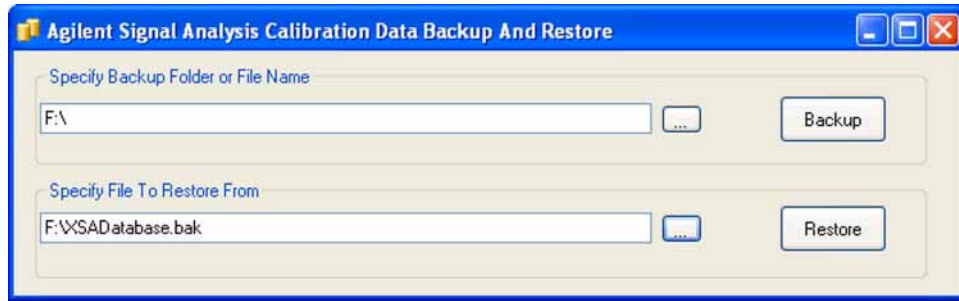 Agilent Signal Analysis Calibration Data Backup And Restore
Specify Backup Folder or File Name
F:\
...
Backup
Specify File To Restore From
F:\XSADatabase.bak
...
Restore